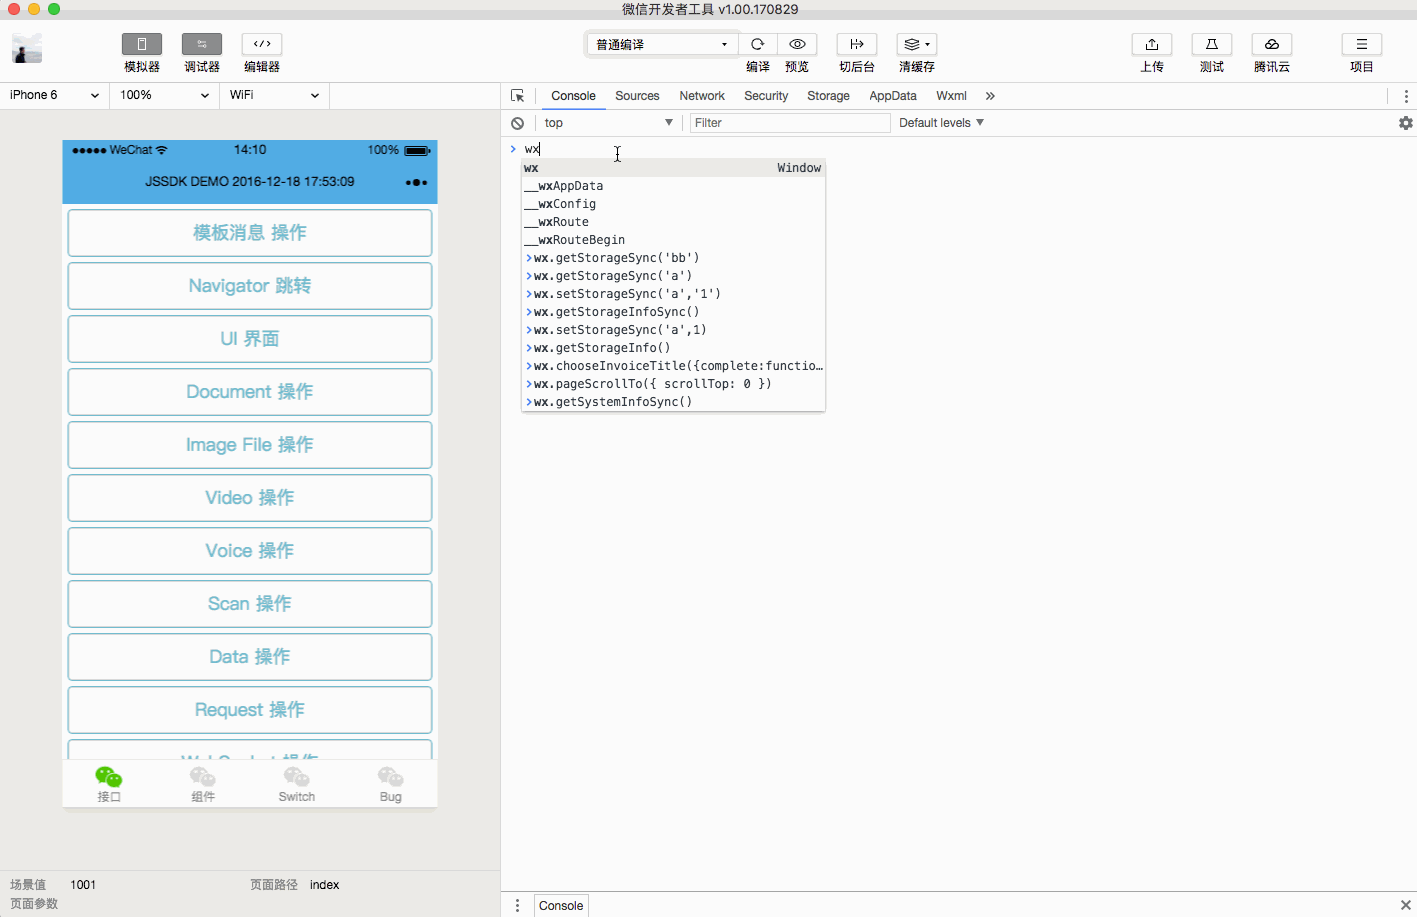 微信开发者工具 v1.00.170829
模拟器 调试器 编辑器 普通编译 编译 预览 切后台 清缓存 上传 测试 腾讯云 项目
iPhone 6 100% WiFi
Console Sources Network Security Storage AppData Wxml
top Filter Default levels
WeChat 14:10 100%
JSSDK DEMO 2016-12-18 17:53:09
模板消息 操作
Navigator 跳转
UI 界面
Document 操作
Image File 操作
Video 操作
Voice 操作
Scan 操作
Data 操作
Request 操作
接口 组件 Switch Bug
场景值 1001 页面路径 index
页面参数
> wx
wx Window
__wxAppData
__wxConfig
__wxRoute
__wxRouteBegin
>wx.getStorageSync('bb')
>wx.getStorageSync('a')
>wx.setStorageSync('a','1')
>wx.getStorageInfoSync()
>wx.setStorageSync('a',1)
>wx.getStorageInfo()
>wx.chooseInvoiceTitle({complete:functio…
>wx.pageScrollTo({ scrollTop: 0 })
>wx.getSystemInfoSync()
Console